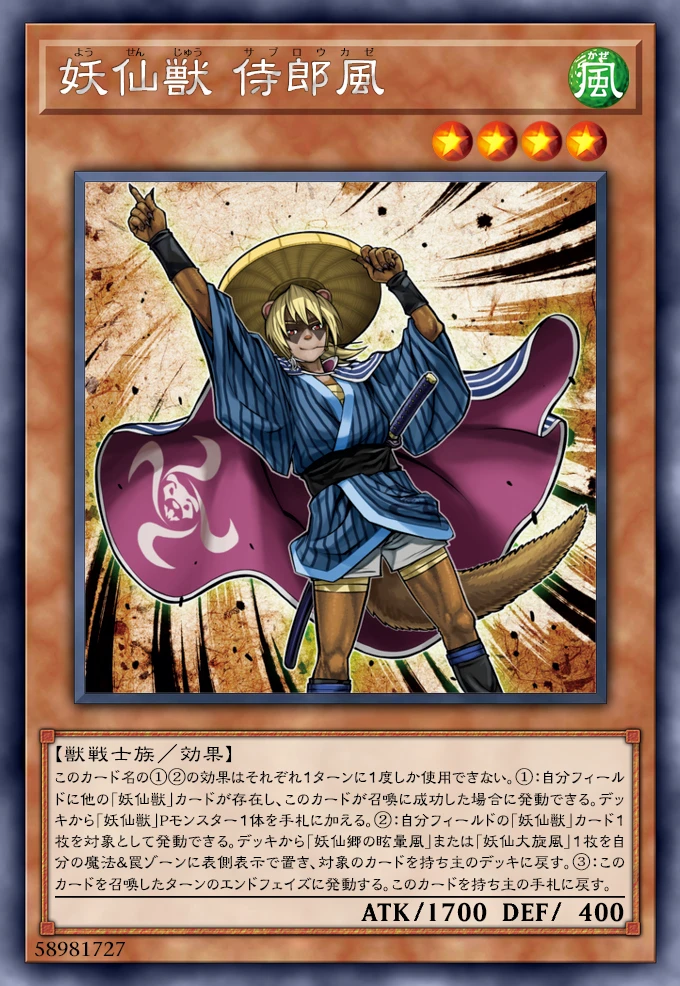 よう せん じゅう サブロウカゼ
妖仙獣 侍郎風
かぜ
風
【獣戦士族／効果】
このカード名の①②の効果はそれぞれ1ターンに1度しか使用できない。①：自分フィール
ドに他の「妖仙獣」カードが存在し、このカードが召喚に成功した場合に発動できる。デッ
キから「妖仙獣」Pモンスター1体を手札に加える。②：自分フィールドの「妖仙獣」カード1
枚を対象として発動できる。デッキから「妖仙郷の眩暈風」または「妖仙大旋風」1枚を自
分の魔法&罠ゾーンに表側表示で置き、対象のカードを持ち主のデッキに戻す。③：この
カードを召喚したターンのエンドフェイズに発動する。このカードを持ち主の手札に戻す。
ATK/1700 DEF/ 400
58981727